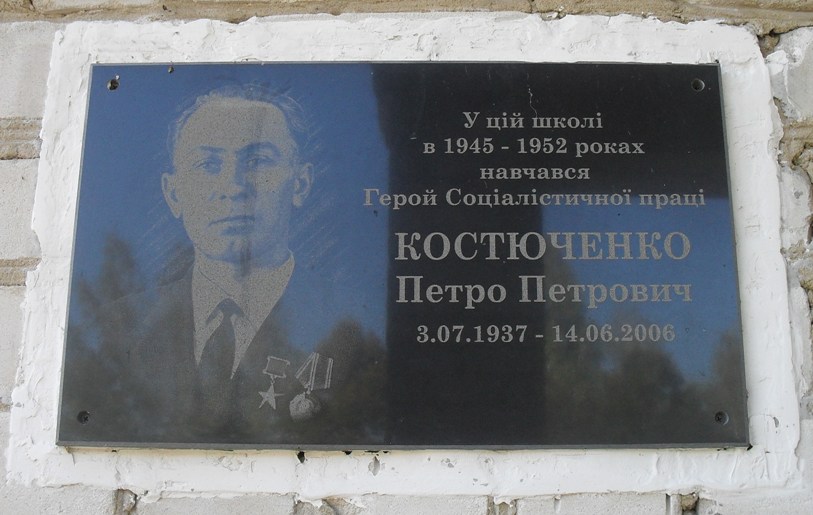 У цій школі
в 1945 - 1952 роках
навчався
Герой Соціалістичної праці
КОСТЮЧЕНКО
Петро Петрович
3.07.1937 - 14.06.2006